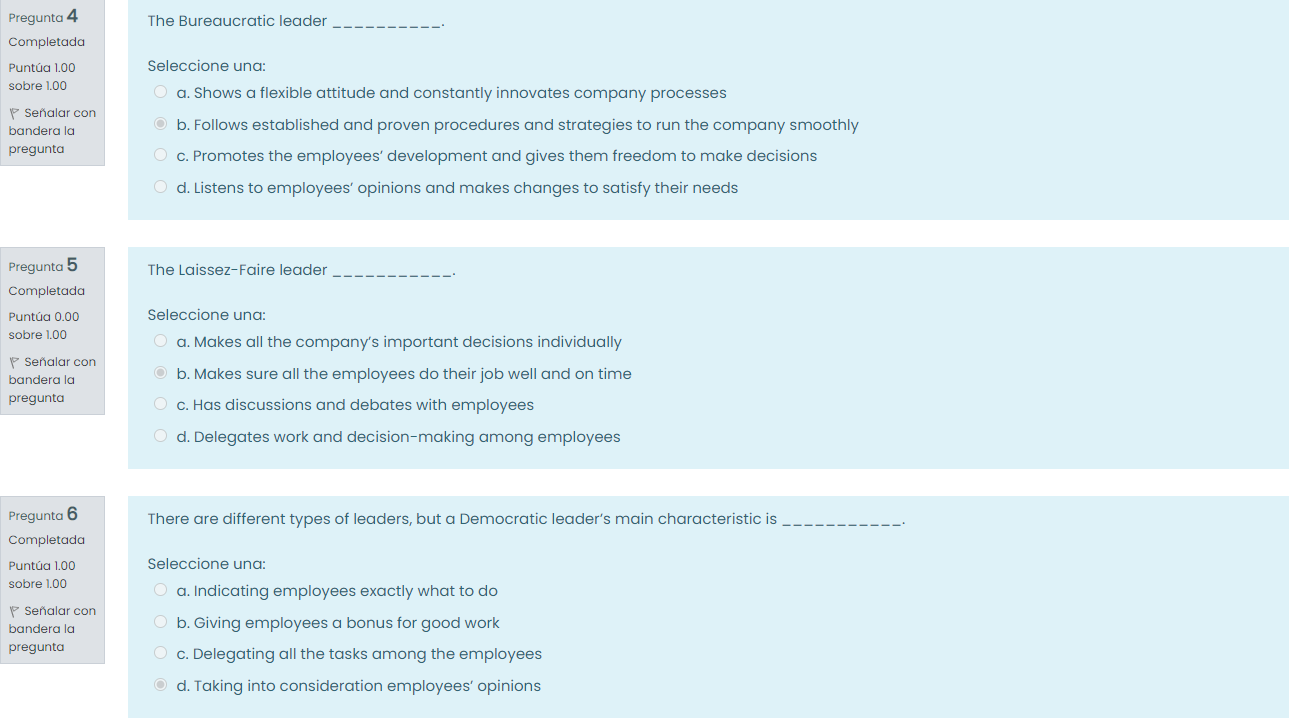 Pregunta 4
Completada
Puntúa 1.00
sobre 1.00
Señalar con
bandera la
pregunta
The Bureaucratic leader __________.
Seleccione una:
a. Shows a flexible attitude and constantly innovates company processes
b. Follows established and proven procedures and strategies to run the company smoothly
c. Promotes the employees’ development and gives them freedom to make decisions
d. Listens to employees’ opinions and makes changes to satisfy their needs
Pregunta 5
Completada
Puntúa 0.00
sobre 1.00
Señalar con
bandera la
pregunta
The Laissez-Faire leader ___________.
Seleccione una:
a. Makes all the company’s important decisions individually
b. Makes sure all the employees do their job well and on time
c. Has discussions and debates with employees
d. Delegates work and decision-making among employees
Pregunta 6
Completada
Puntúa 1.00
sobre 1.00
Señalar con
bandera la
pregunta
There are different types of leaders, but a Democratic leader’s main characteristic is ___________.
Seleccione una:
a. Indicating employees exactly what to do
b. Giving employees a bonus for good work
c. Delegating all the tasks among the employees
d. Taking into consideration employees’ opinions